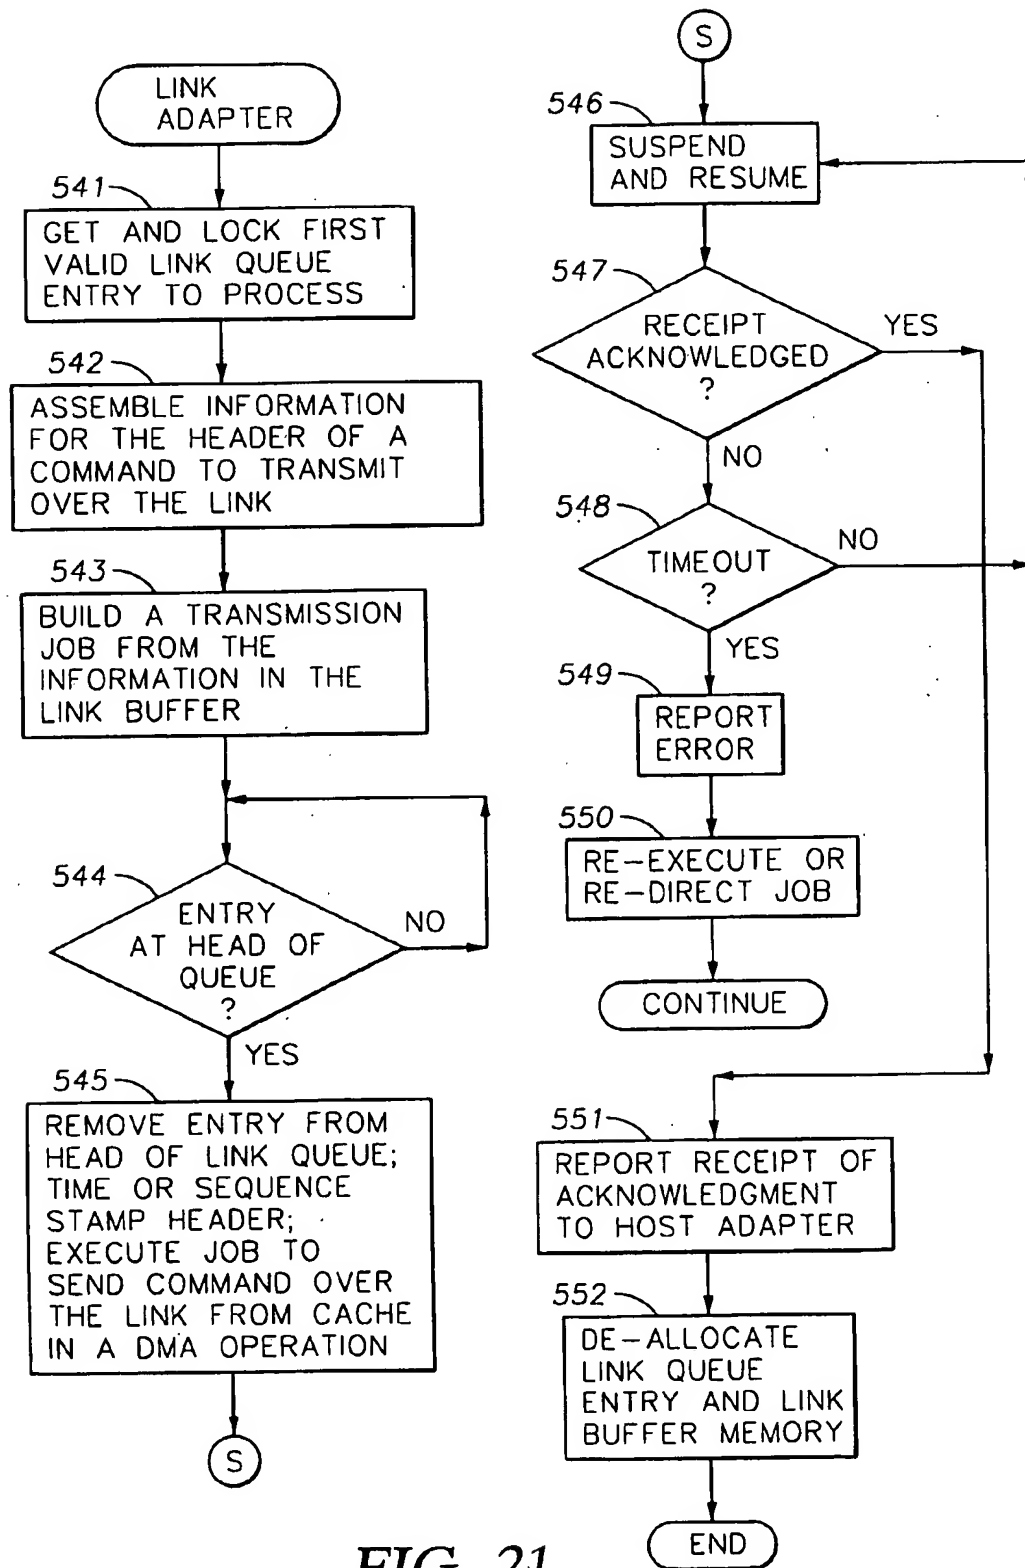 LINK
ADAPTER
541
GET AND LOCK FIRST
VALID LINK QUEUE
ENTRY TO PROCESS
542
ASSEMBLE INFORMATION
FOR THE HEADER OF A
COMMAND TO TRANSMIT
OVER THE LINK
543
BUILD A TRANSMISSION
JOB FROM THE
INFORMATION IN THE
LINK BUFFER
544
ENTRY
AT HEAD OF
QUEUE
?
NO
YES
545
REMOVE ENTRY FROM
HEAD OF LINK QUEUE;
TIME OR SEQUENCE
STAMP HEADER;
EXECUTE JOB TO
SEND COMMAND OVER
THE LINK FROM CACHE
IN A DMA OPERATION
S
S
546
SUSPEND
AND RESUME
547
RECEIPT
ACKNOWLEDGED
?
YES
NO
548
TIMEOUT
?
NO
YES
549
REPORT
ERROR
550
RE-EXECUTE OR
RE-DIRECT JOB
CONTINUE
551
REPORT RECEIPT OF
ACKNOWLEDGMENT
TO HOST ADAPTER
552
DE-ALLOCATE
LINK QUEUE
ENTRY AND LINK
BUFFER MEMORY
END
FIG. 21